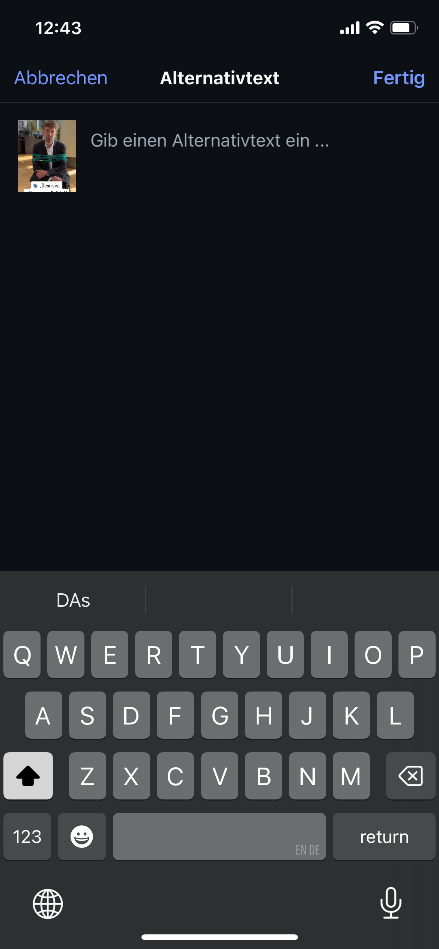 12:43
Abbrechen Alternativtext Fertig
Gib einen Alternativtext ein ...
DAs
Q W E R T Y U I O P
A S D F G H J K L
Z X C V B N M
123 EN DE return